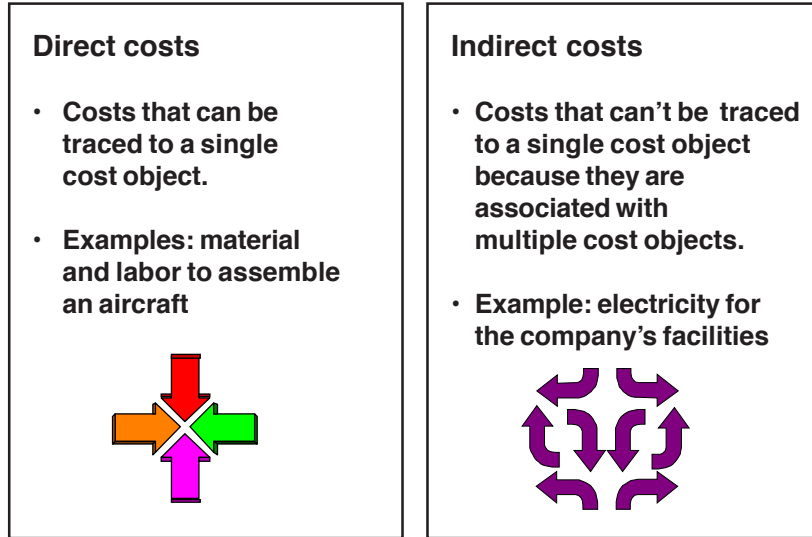 Direct costs
• Costs that can be
traced to a single
cost object.
• Examples: material
and labor to assemble
an aircraft
Indirect costs
• Costs that can’t be  traced
to a single cost object
because they are
associated with
multiple cost objects.
• Example: electricity for
the company’s facilities